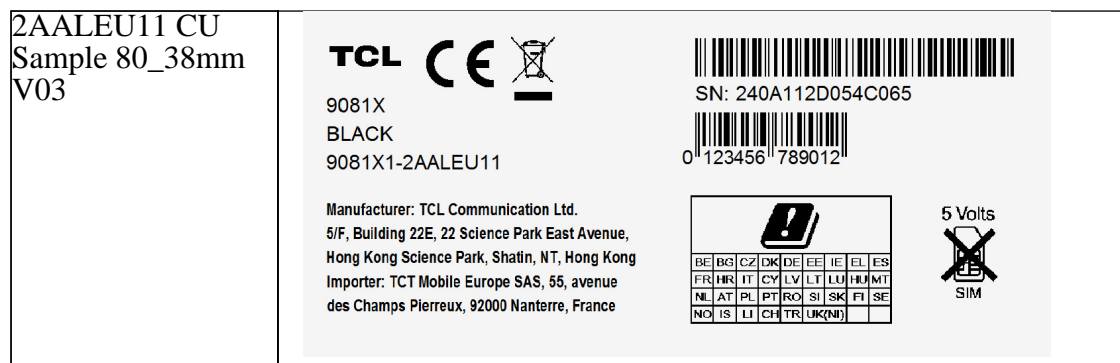 2AALEU11 CU
Sample 80_38mm
V03
TCL CE
9081X
BLACK
9081X1-2AALEU11
SN: 240A112D054C065
0 123456 789012
Manufacturer: TCL Communication Ltd.
5/F, Building 22E, 22 Science Park East Avenue,
Hong Kong Science Park, Shatin, NT, Hong Kong
Importer: TCT Mobile Europe SAS, 55, avenue
des Champs Pierreux, 92000 Nanterre, France
BE BG CZ DK DE EE IE EL ES
FR HR IT CY LV LT LU HU MT
NL AT PL PT RO SI SK FI SE
NO IS LI CH TR UK(NI)
5 Volts
SIM